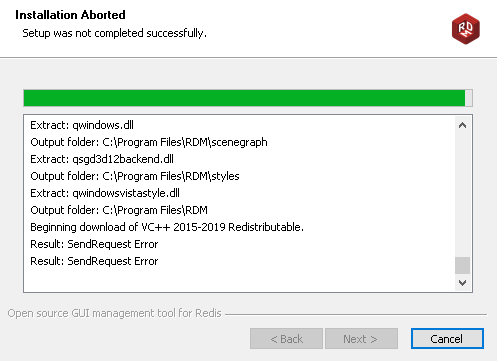 Installation Aborted
Setup was not completed successfully.
RD
Extract: qwindows.dll
Output folder: C:\Program Files\RDM\scenegraph
Extract: qsgd3d12backend.dll
Output folder: C:\Program Files\RDM\styles
Extract: qwindowsvistastyle.dll
Output folder: C:\Program Files\RDM
Beginning download of VC++ 2015-2019 Redistributable.
Result: SendRequest Error
Result: SendRequest Error
Open source GUI management tool for Redis
< Back
Next >
Cancel